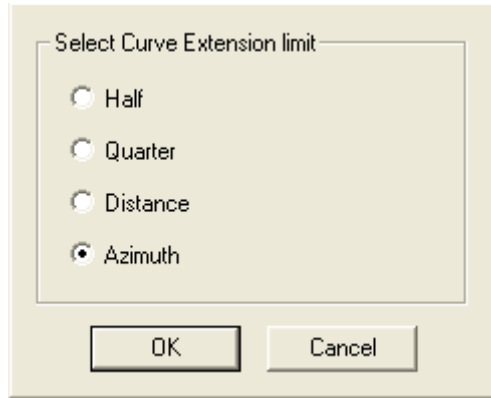 Select Curve Extension limit
Half
Quarter
Distance
Azimuth
OK Cancel